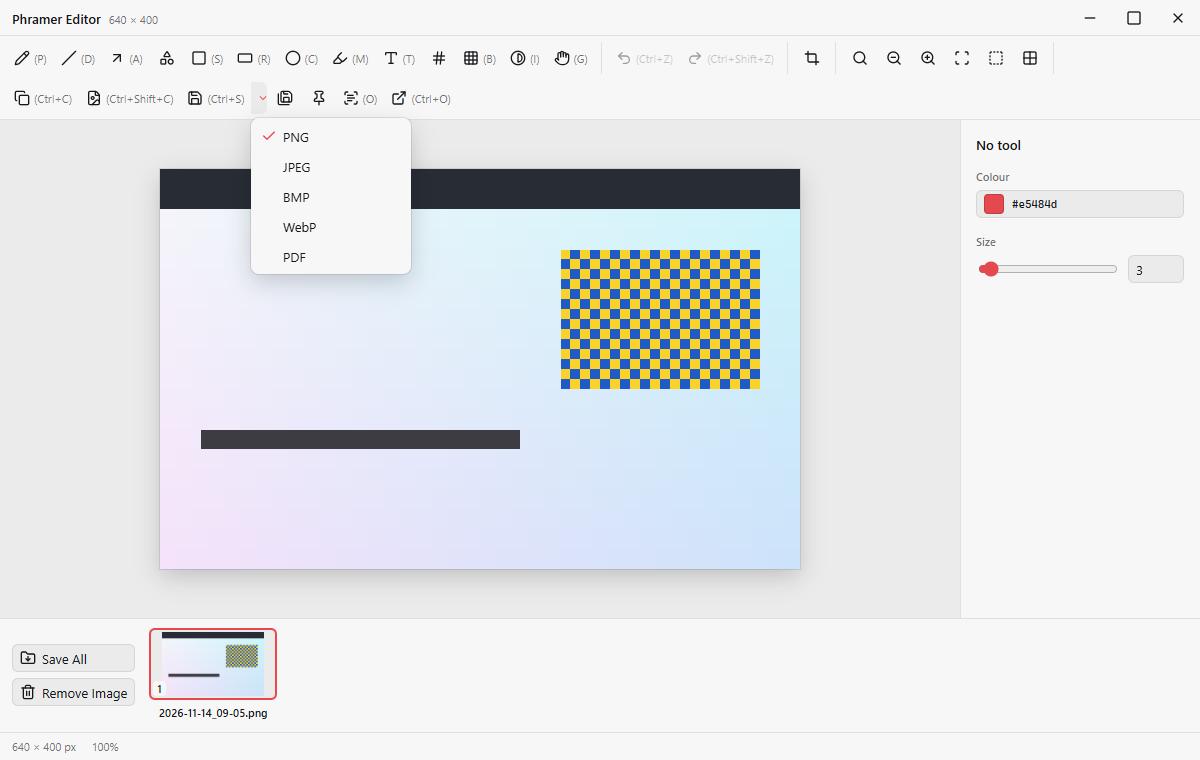 Phramer Editor 640 × 400
(P) (D) (A) (S) (R) (C) (M) (T) (B) (I) (G) (Ctrl+Z) (Ctrl+Shift+Z)
(Ctrl+C) (Ctrl+Shift+C) (Ctrl+S) (O) (Ctrl+O)
PNG
JPEG
BMP
WebP
PDF
No tool
Colour
#e5484d
Size
3
Save All
Remove Image
1
2026-11-14_09-05.png
640 × 400 px 100%